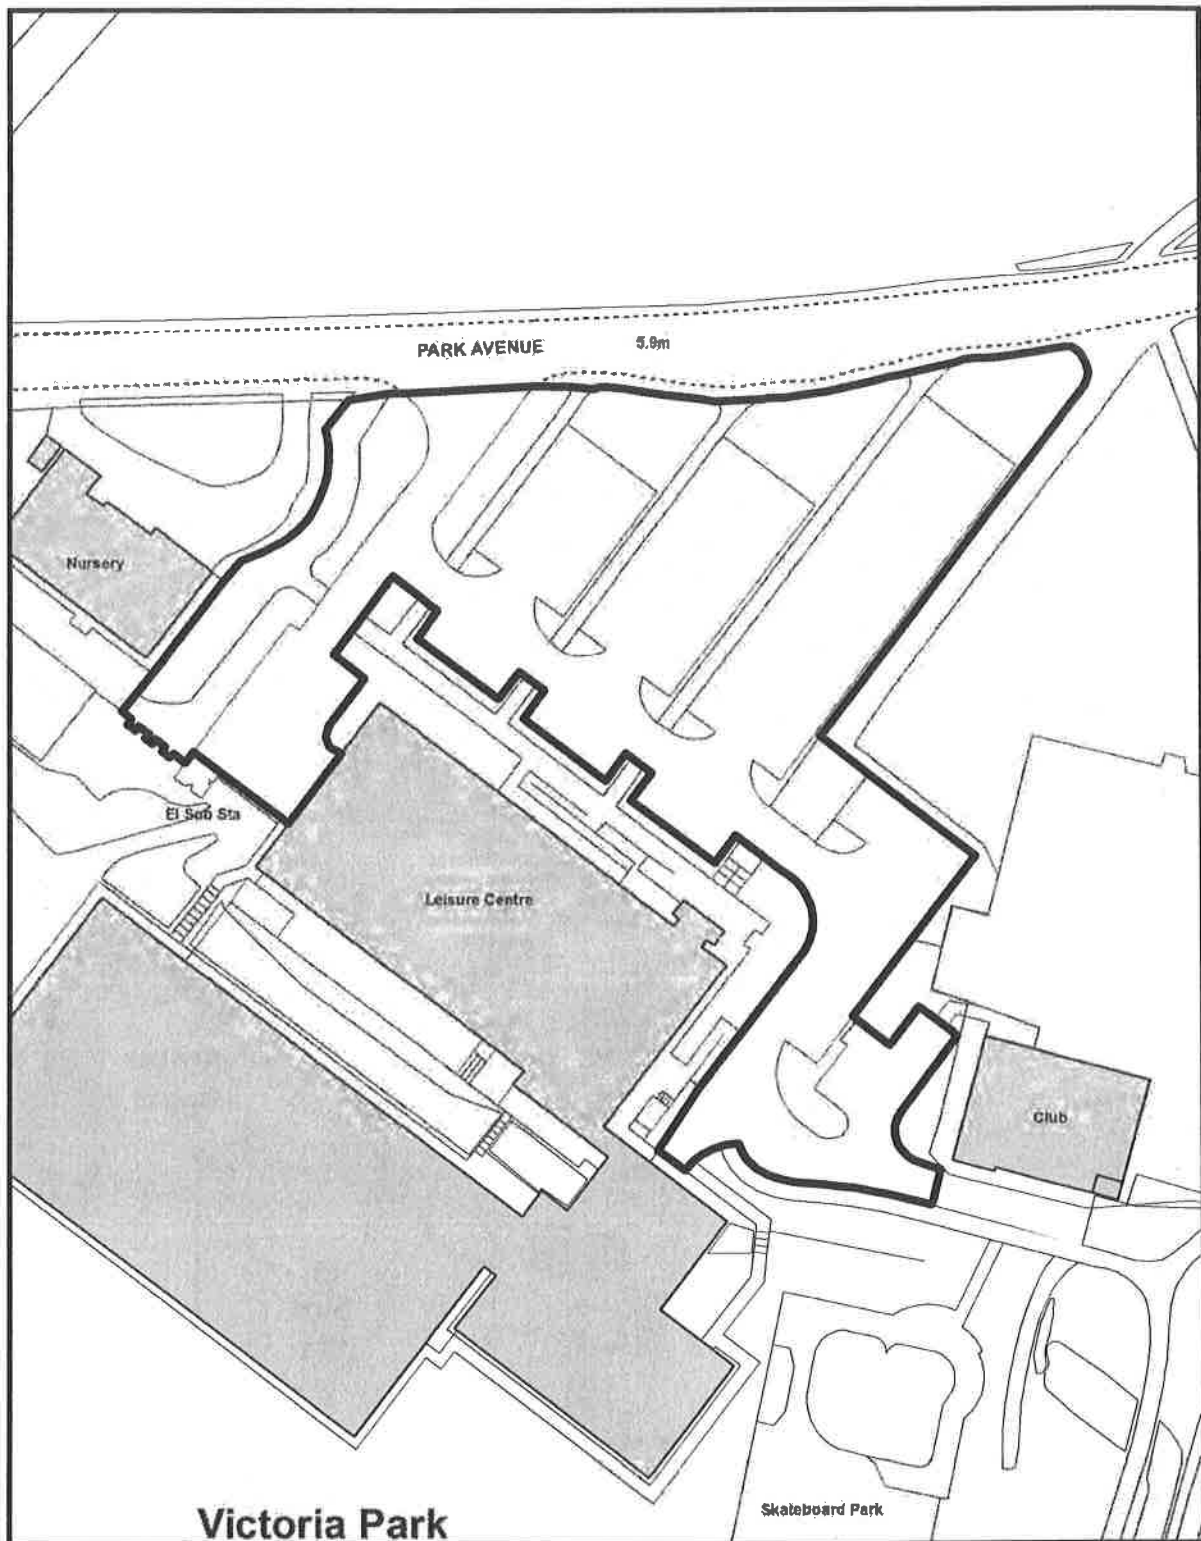 PARK AVENUE
5.9m
Nursery
El Sub Sta
Leisure Centre
Club
Skateboard Park
Victoria Park